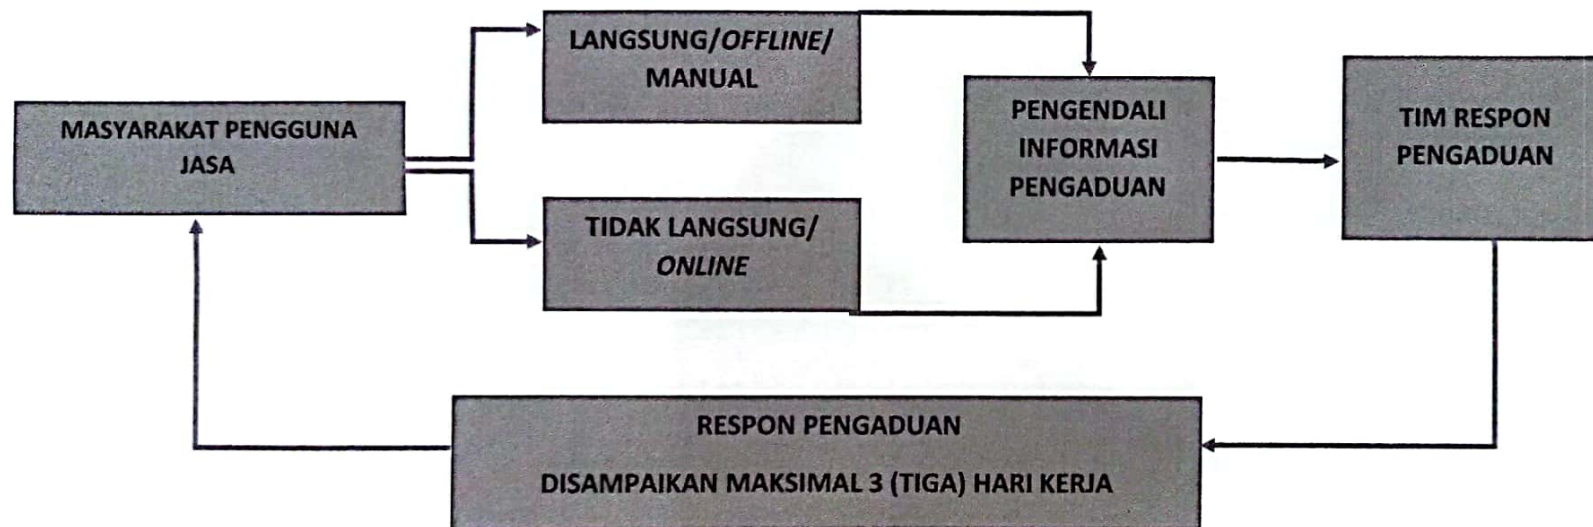 MASYARAKAT PENGGUNA
JASA
LANGSUNG/OFFLINE/
MANUAL
TIDAK LANGSUNG/
ONLINE
PENGENDALI
INFORMASI
PENGADUAN
TIM RESPON
PENGADUAN
RESPON PENGADUAN
DISAMPAIKAN MAKSIMAL 3 (TIGA) HARI KERJA